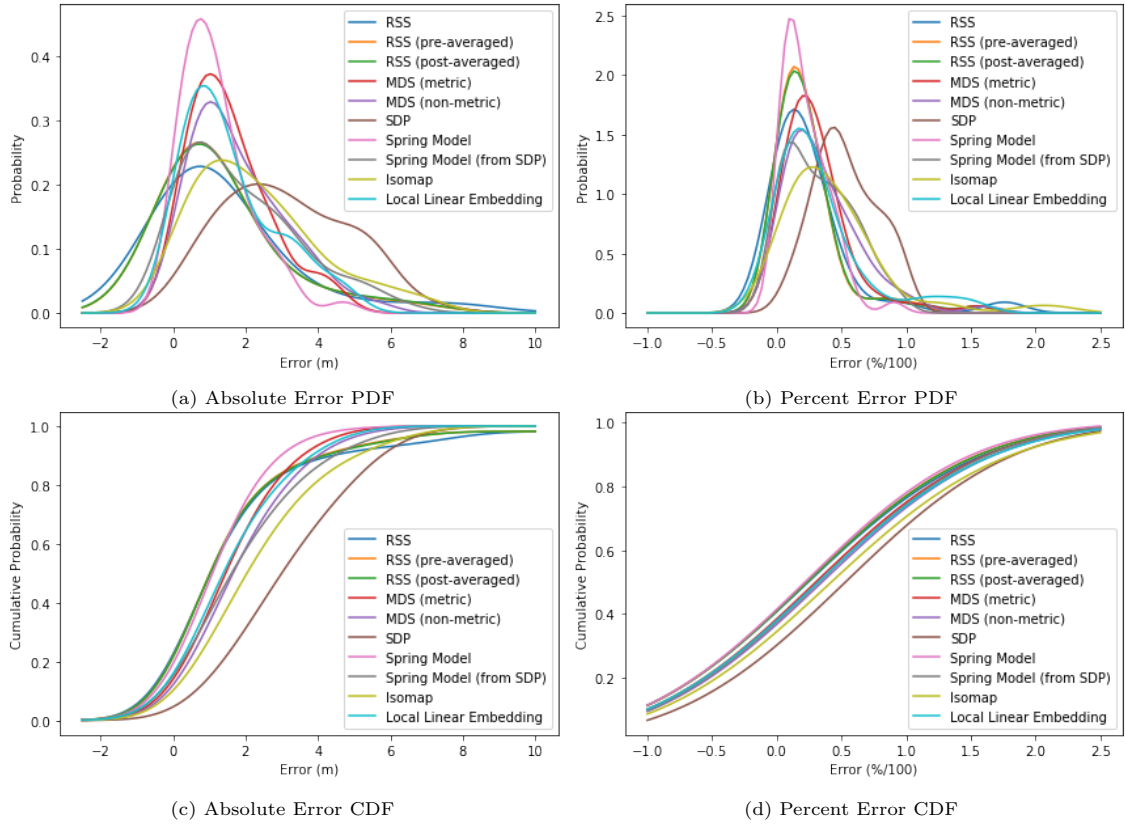 0.4
0.3
0.2
0.1
0.0
Probability
−2 0 2 4 6 8 10
Error (m)
RSS
RSS (pre-averaged)
RSS (post-averaged)
MDS (metric)
MDS (non-metric)
SDP
Spring Model
Spring Model (from SDP)
Isomap
Local Linear Embedding
(a) Absolute Error PDF
2.5
2.0
1.5
1.0
0.5
0.0
Probability
−1.0 −0.5 0.0 0.5 1.0 1.5 2.0 2.5
Error (%/100)
RSS
RSS (pre-averaged)
RSS (post-averaged)
MDS (metric)
MDS (non-metric)
SDP
Spring Model
Spring Model (from SDP)
Isomap
Local Linear Embedding
(b) Percent Error PDF
1.0
0.8
0.6
0.4
0.2
0.0
Cumulative Probability
−2 0 2 4 6 8 10
Error (m)
RSS
RSS (pre-averaged)
RSS (post-averaged)
MDS (metric)
MDS (non-metric)
SDP
Spring Model
Spring Model (from SDP)
Isomap
Local Linear Embedding
(c) Absolute Error CDF
1.0
0.8
0.6
0.4
0.2
Cumulative Probability
−1.0 −0.5 0.0 0.5 1.0 1.5 2.0 2.5
Error (%/100)
RSS
RSS (pre-averaged)
RSS (post-averaged)
MDS (metric)
MDS (non-metric)
SDP
Spring Model
Spring Model (from SDP)
Isomap
Local Linear Embedding
(d) Percent Error CDF